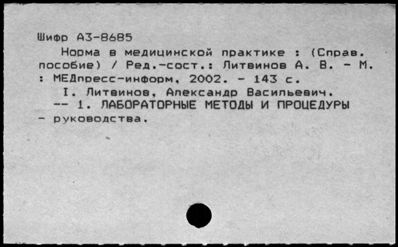 Шифр А3-8685
Норма в медицинской практике : (Справ.
пособие) / Ред.-сост.: Литвинов А. В. - М.
: МЕДпресс-информ, 2002. - 143 с.
I. Литвинов, Александр Васильевич.
-- 1. ЛАБОРАТОРНЫЕ МЕТОДЫ И ПРОЦЕДУРЫ
- руководства.